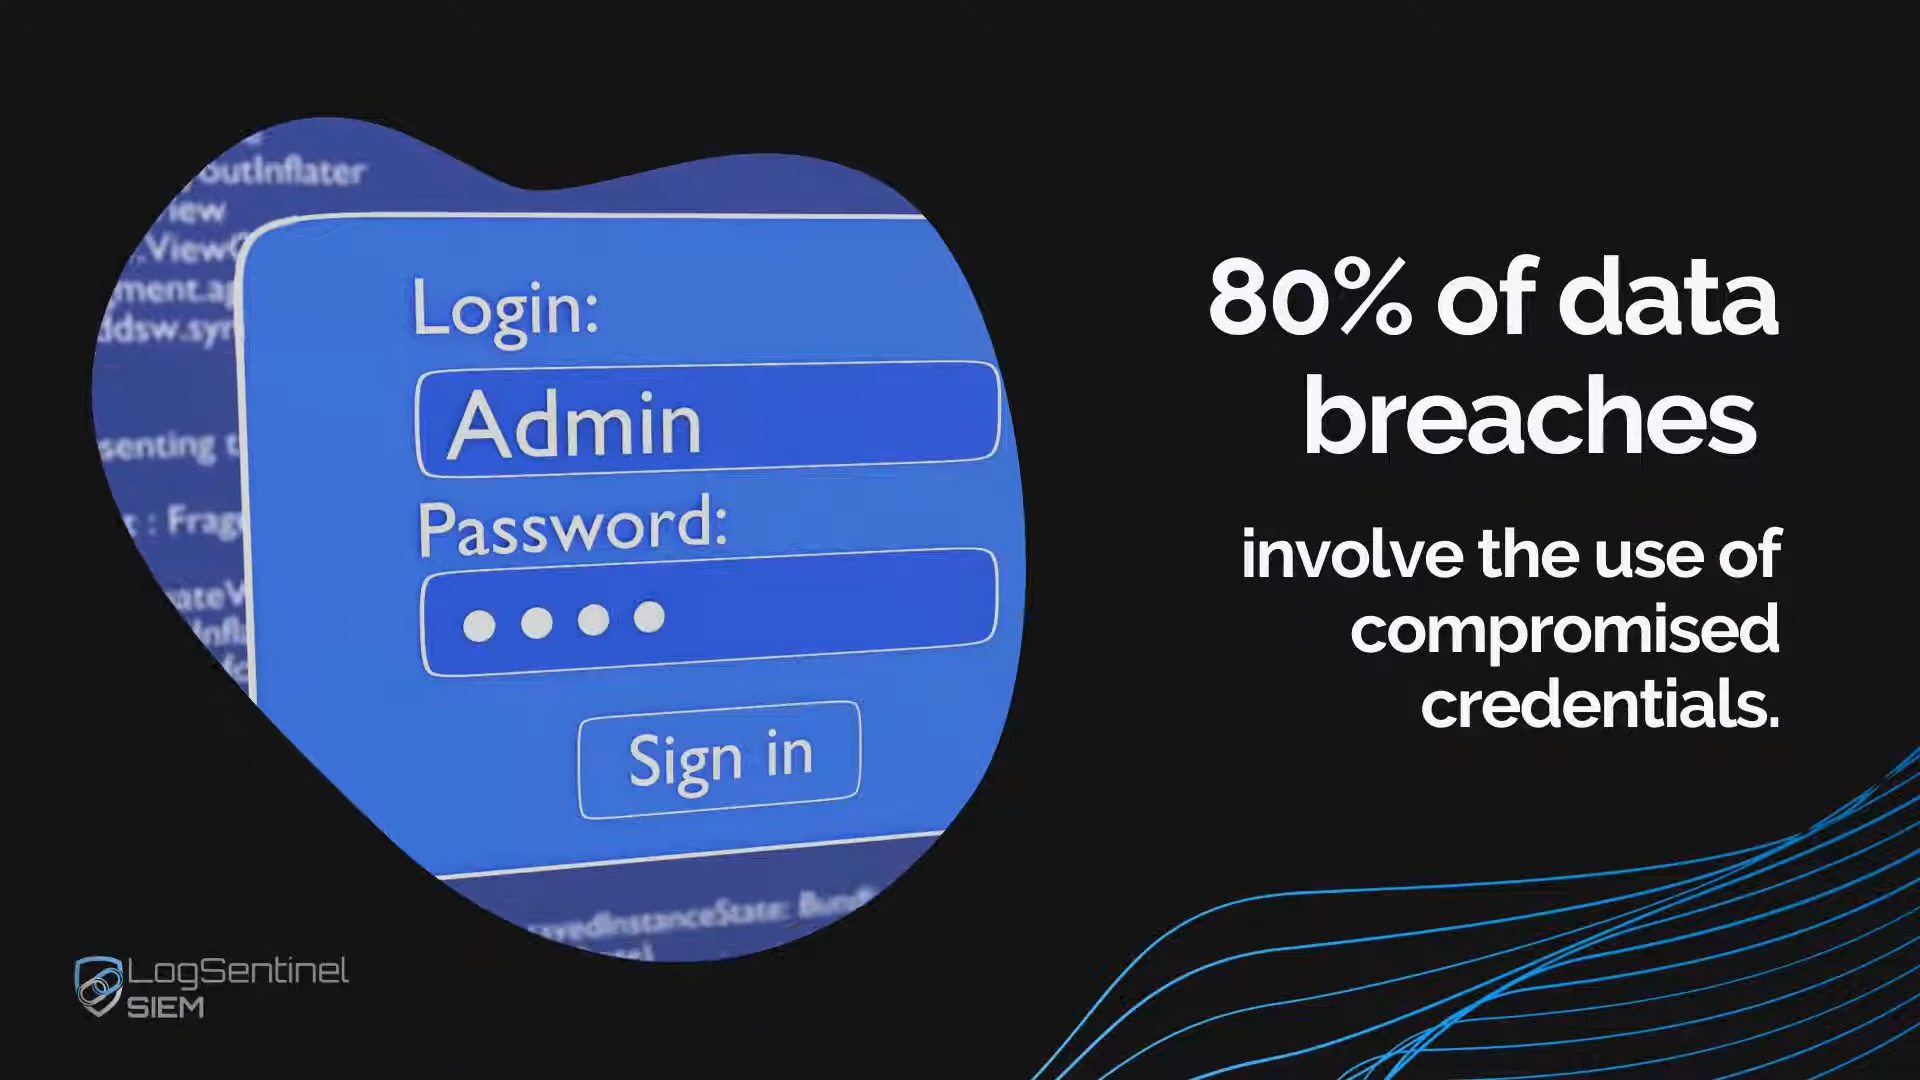 outInflater
Login:
Admin
Password:
Sign in
80% of data
breaches
involve the use of
compromised
credentials.
LogSentinel
SIEM